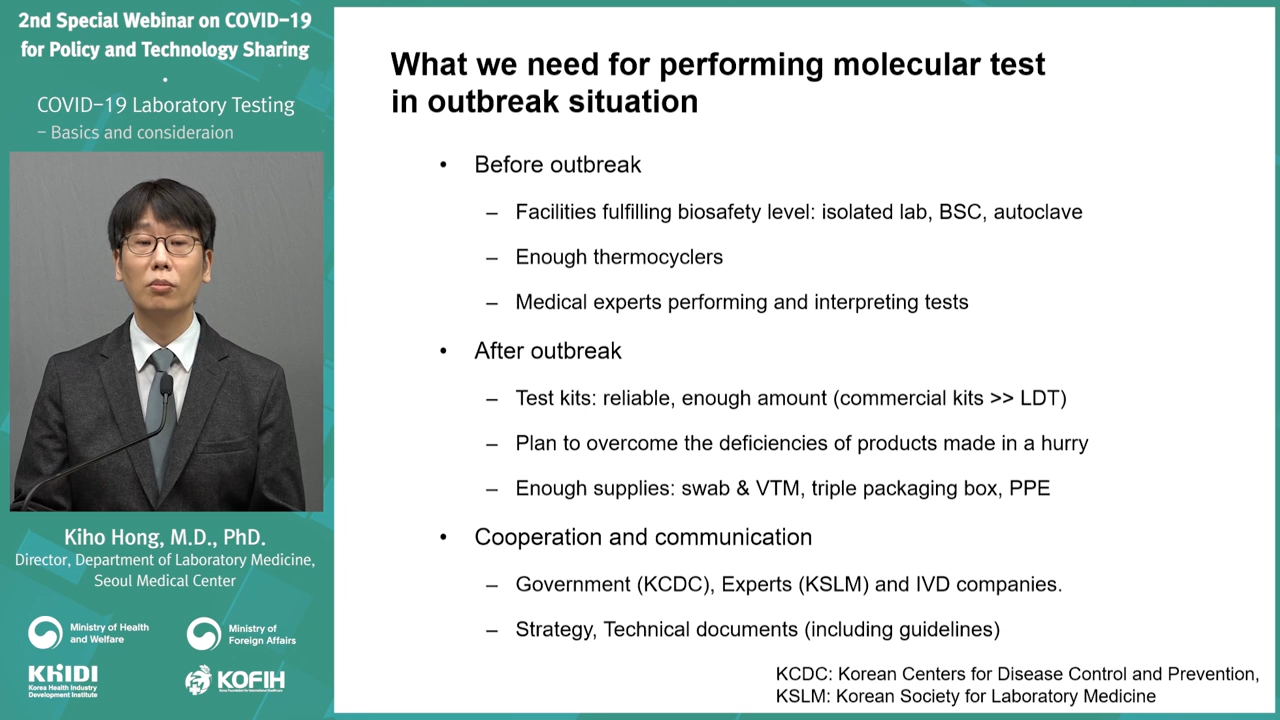 2nd Special Webinar on COVID-19
for Policy and Technology Sharing
COVID-19 Laboratory Testing
- Basics and consideraion
Kiho Hong, M.D., PhD.
Director, Department of Laboratory Medicine,
Seoul Medical Center
Ministry of Health
and Welfare
Ministry of
Foreign Affairs
KHIDI
Korea Health Industry
Development Institute
KOFIH
Korea Foundation for International Healthcare
What we need for performing molecular test
in outbreak situation
• Before outbreak
– Facilities fulfilling biosafety level: isolated lab, BSC, autoclave
– Enough thermocyclers
– Medical experts performing and interpreting tests
• After outbreak
– Test kits: reliable, enough amount (commercial kits >> LDT)
– Plan to overcome the deficiencies of products made in a hurry
– Enough supplies: swab & VTM, triple packaging box, PPE
• Cooperation and communication
– Government (KCDC), Experts (KSLM) and IVD companies.
– Strategy, Technical documents (including guidelines)
KCDC: Korean Centers for Disease Control and Prevention,
KSLM: Korean Society for Laboratory Medicine